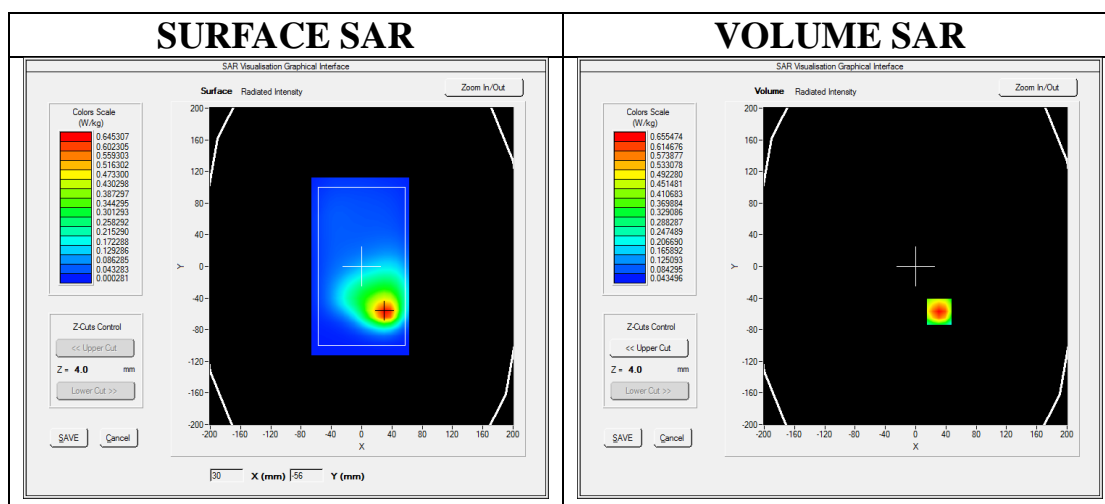 SURFACE SAR
SAR Visualisation Graphical Interface
Surface Radiated Intensity
Zoom In/Out
Colors Scale
(W/kg)
0.645307
0.602305
0.559303
0.516302
0.473300
0.430298
0.387297
0.344295
0.301293
0.258292
0.215290
0.172288
0.129286
0.086285
0.043283
0.000281
Z-Cuts Control
<< Upper Cut
Z = 4.0 mm
Lower Cut >>
SAVE
Cancel
200
160
120
80
40
0
-40
-80
-120
-160
-200
Y
-200 -160 -120 -80 -40 0 40 80 120 160 200
X
30 X (mm) -56 Y (mm)
VOLUME SAR
SAR Visualisation Graphical Interface
Volume Radiated Intensity
Zoom In/Out
Colors Scale
(W/kg)
0.655474
0.614676
0.573877
0.533078
0.492280
0.451481
0.410683
0.369884
0.329086
0.288287
0.247489
0.206690
0.165892
0.125093
0.084295
0.043496
Z-Cuts Control
<< Upper Cut
Z = 4.0 mm
Lower Cut >>
SAVE
Cancel
200
160
120
80
40
0
-40
-80
-120
-160
-200
Y
-200 -160 -120 -80 -40 0 40 80 120 160 200
X